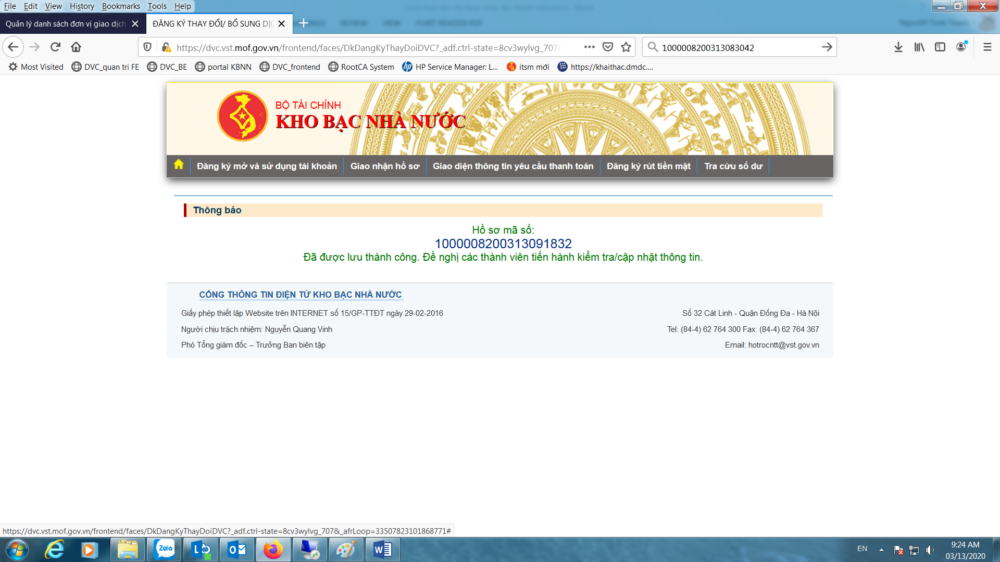 File Edit View History Bookmarks Tools Help
Quản lý danh sách đơn vị giao dịch
ĐĂNG KÝ THAY ĐỔI/ BỔ SUNG DỊC
https://dvc.vst.mof.gov.vn/frontend/faces/DkDangKyThayDoiDVC?_adf.ctrl-state=8cv3wylvg_707&
1000008200313083042
Most Visited DVC_quan tri FE DVC_BE portal KBNN DVC_frontend RootCA System HP Service Manager: L... itsm mới https://khaithac.dmdc....
BỘ TÀI CHÍNH
KHO BẠC NHÀ NƯỚC
Đăng ký mở và sử dụng tài khoản Giao nhận hồ sơ Giao diện thông tin yêu cầu thanh toán Đăng ký rút tiền mặt Tra cứu số dư
Thông báo
Hồ sơ mã số:
1000008200313091832
Đã được lưu thành công. Đề nghị các thành viên tiến hành kiểm tra/cập nhật thông tin.
CỔNG THÔNG TIN ĐIỆN TỬ KHO BẠC NHÀ NƯỚC
Giấy phép thiết lập Website trên INTERNET số 15/GP-TTĐT ngày 29-02-2016
Số 32 Cát Linh - Quận Đống Đa - Hà Nội
Người chịu trách nhiệm: Nguyễn Quang Vinh
Tel: (84-4) 62 764 300 Fax: (84-4) 62 764 367
Phó Tổng giám đốc – Trưởng Ban biên tập
Email: hotrocntt@vst.gov.vn
https://dvc.vst.mof.gov.vn/frontend/faces/DkDangKyThayDoiDVC?_adf.ctrl-state=8cv3wylvg_707&_afrLoop=33507823101868771#
Zalo
EN
9:24 AM
03/13/2020